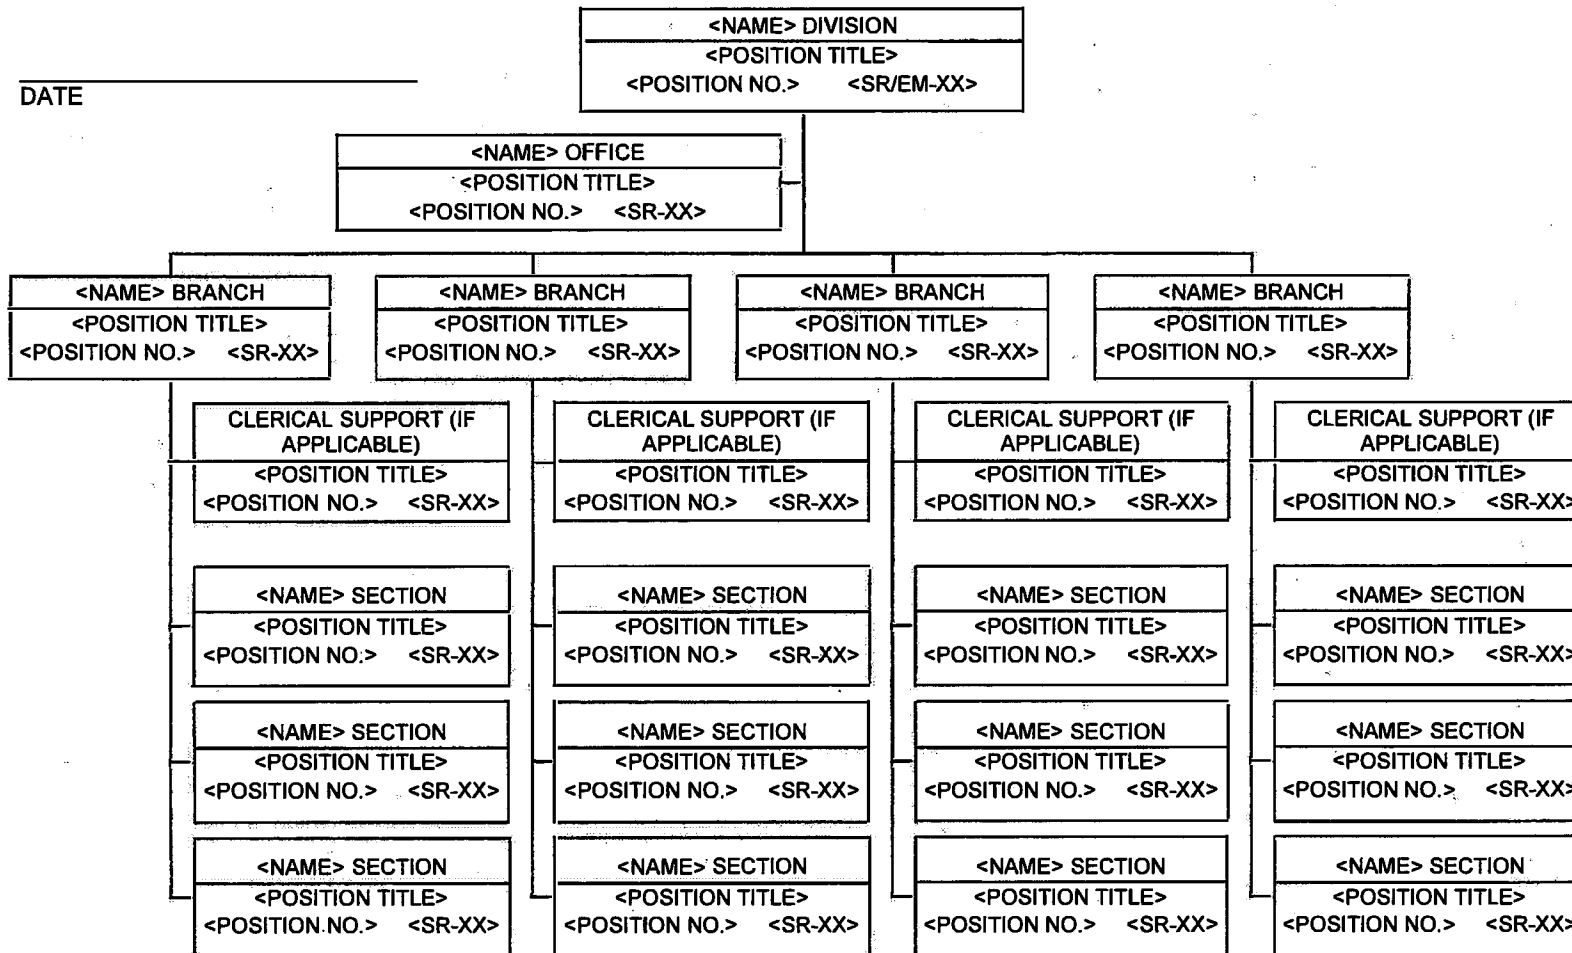 <NAME> DIVISION
<POSITION TITLE>
<POSITION NO.> <SR/EM-XX>
DATE
<NAME> OFFICE
<POSITION TITLE>
<POSITION NO.> <SR-XX>
<NAME> BRANCH
<POSITION TITLE>
<POSITION NO.> <SR-XX>
<NAME> BRANCH
<POSITION TITLE>
<POSITION NO.> <SR-XX>
<NAME> BRANCH
<POSITION TITLE>
<POSITION NO.> <SR-XX>
<NAME> BRANCH
<POSITION TITLE>
<POSITION NO.> <SR-XX>
CLERICAL SUPPORT (IF
APPLICABLE)
<POSITION TITLE>
<POSITION NO.> <SR-XX>
CLERICAL SUPPORT (IF
APPLICABLE)
<POSITION TITLE>
<POSITION NO.> <SR-XX>
CLERICAL SUPPORT (IF
APPLICABLE)
<POSITION TITLE>
<POSITION NO.> <SR-XX>
CLERICAL SUPPORT (IF
APPLICABLE)
<POSITION TITLE>
<POSITION NO.> <SR-XX>
<NAME> SECTION
<POSITION TITLE>
<POSITION NO.> <SR-XX>
<NAME> SECTION
<POSITION TITLE>
<POSITION NO.> <SR-XX>
<NAME> SECTION
<POSITION TITLE>
<POSITION NO.> <SR-XX>
<NAME> SECTION
<POSITION TITLE>
<POSITION NO.> <SR-XX>
<NAME> SECTION
<POSITION TITLE>
<POSITION NO.> <SR-XX>
<NAME> SECTION
<POSITION TITLE>
<POSITION NO.> <SR-XX>
<NAME> SECTION
<POSITION TITLE>
<POSITION NO.> <SR-XX>
<NAME> SECTION
<POSITION TITLE>
<POSITION NO.> <SR-XX>
<NAME> SECTION
<POSITION TITLE>
<POSITION NO.> <SR-XX>
<NAME> SECTION
<POSITION TITLE>
<POSITION NO.> <SR-XX>
<NAME> SECTION
<POSITION TITLE>
<POSITION NO.> <SR-XX>
<NAME> SECTION
<POSITION TITLE>
<POSITION NO.> <SR-XX>